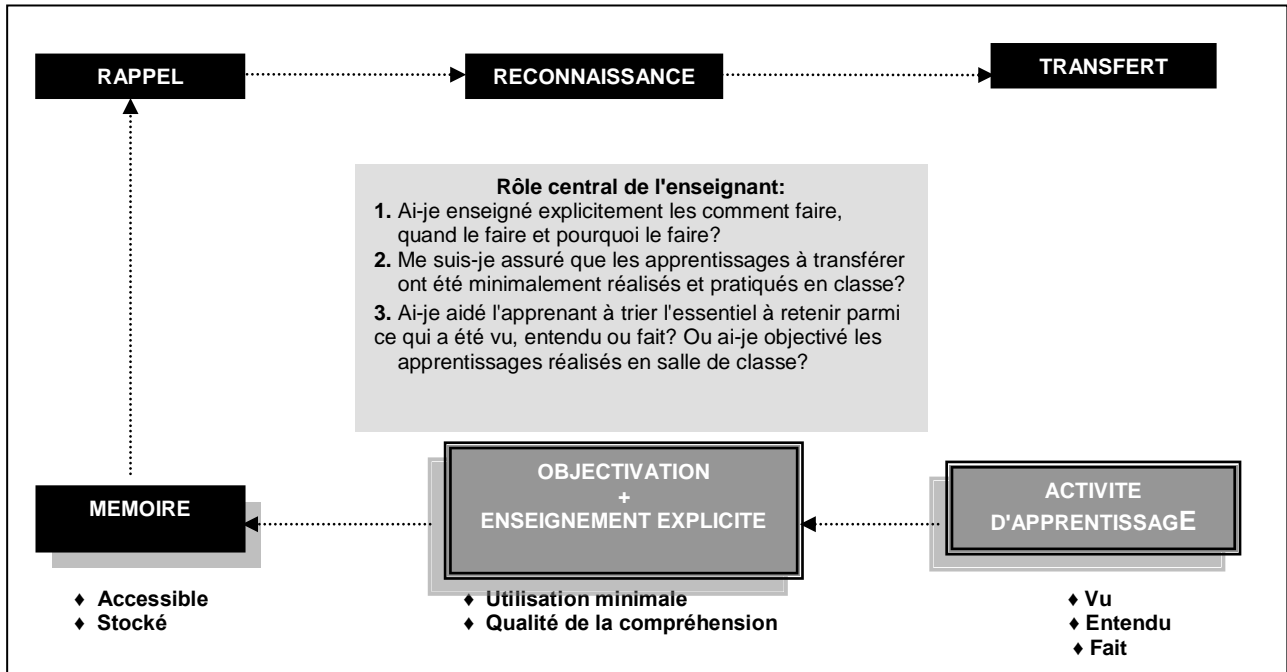 RAPPEL
RECONNAISSANCE
TRANSFERT
Rôle central de l'enseignant:
1. Ai-je enseigné explicitement les comment faire,
quand le faire et pourquoi le faire?
2. Me suis-je assuré que les apprentissages à transférer
ont été minimalement réalisés et pratiqués en classe?
3. Ai-je aidé l'apprenant à trier l'essentiel à retenir parmi
ce qui a été vu, entendu ou fait? Ou ai-je objectivé les
apprentissages réalisés en salle de classe?
MEMOIRE
♦ Accessible
♦ Stocké
OBJECTIVATION
+
ENSEIGNEMENT EXPLICITE
♦ Utilisation minimale
♦ Qualité de la compréhension
ACTIVITE
D'APPRENTISSAGE
♦ Vu
♦ Entendu
♦ Fait